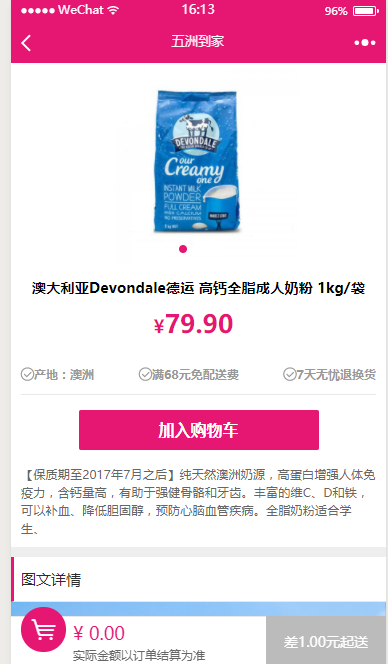 WeChat 16:13 96%
五洲到家
DEVONDALE
our
Creamy
one
INSTANT MILK
POWDER
FULL CREAM
澳大利亚Devondale德运 高钙全脂成人奶粉 1kg/袋
¥79.90
产地：澳洲 满68元免配送费 7天无忧退换货
加入购物车
【保质期至2017年7月之后】纯天然澳洲奶源，高蛋白增强人体免
疫力，含钙量高，有助于强健骨骼和牙齿。丰富的维C、D和铁，
可以补血、降低胆固醇，预防心脑血管疾病。全脂奶粉适合学
生、
图文详情
¥ 0.00
差1.00元起送
实际金额以订单结算为准